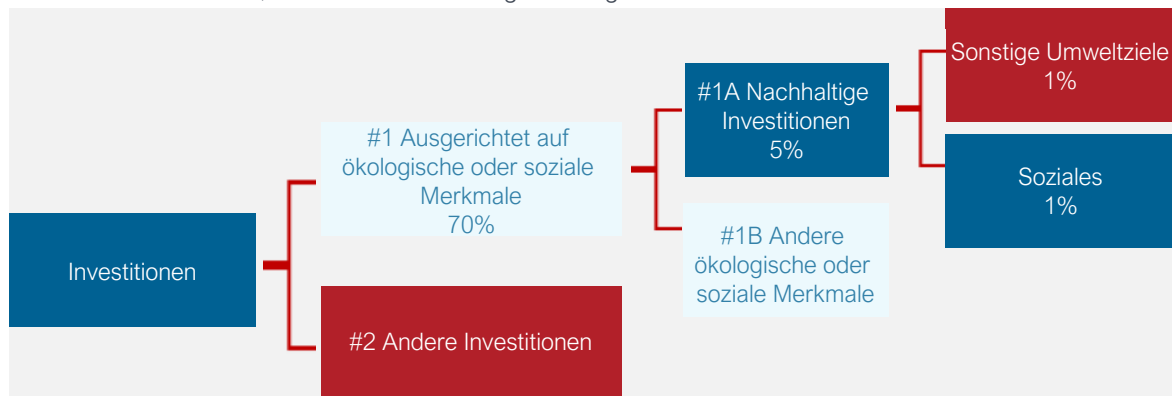 Investitionen
#1 Ausgerichtet auf
ökologische oder soziale
Merkmale
70%
#2 Andere Investitionen
#1A Nachhaltige
Investitionen
5%
#1B Andere
ökologische oder
soziale Merkmale
Sonstige Umweltziele
1%
Soziales
1%